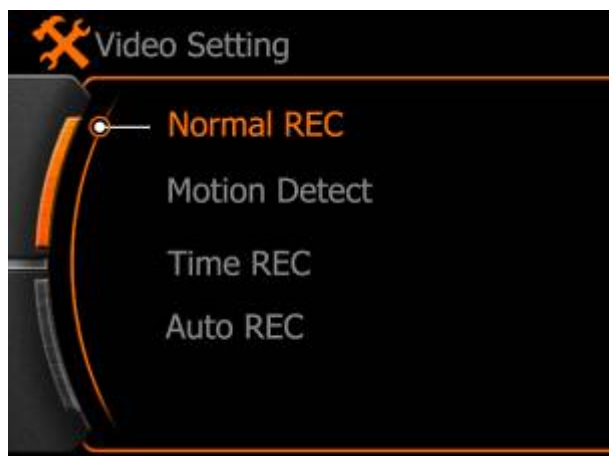 Video Setting
Normal REC
Motion Detect
Time REC
Auto REC